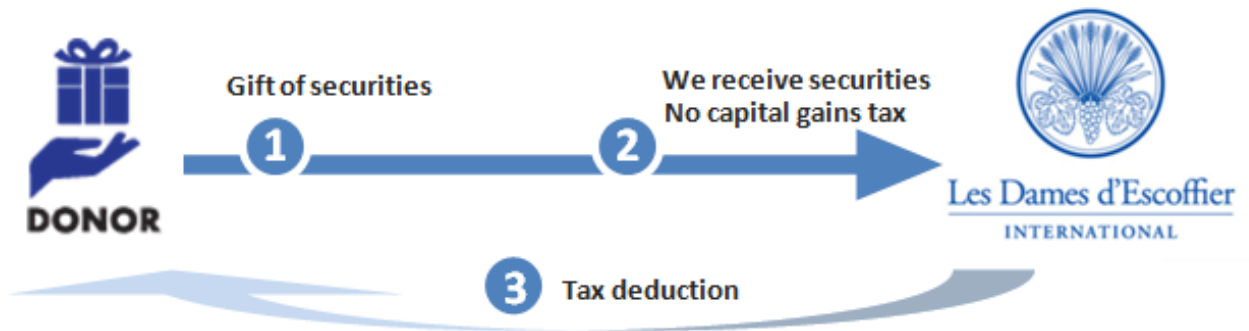 Gift of securities
1
We receive securities
No capital gains tax
2
DONOR
Les Dames d'Escoffier
INTERNATIONAL
3 Tax deduction